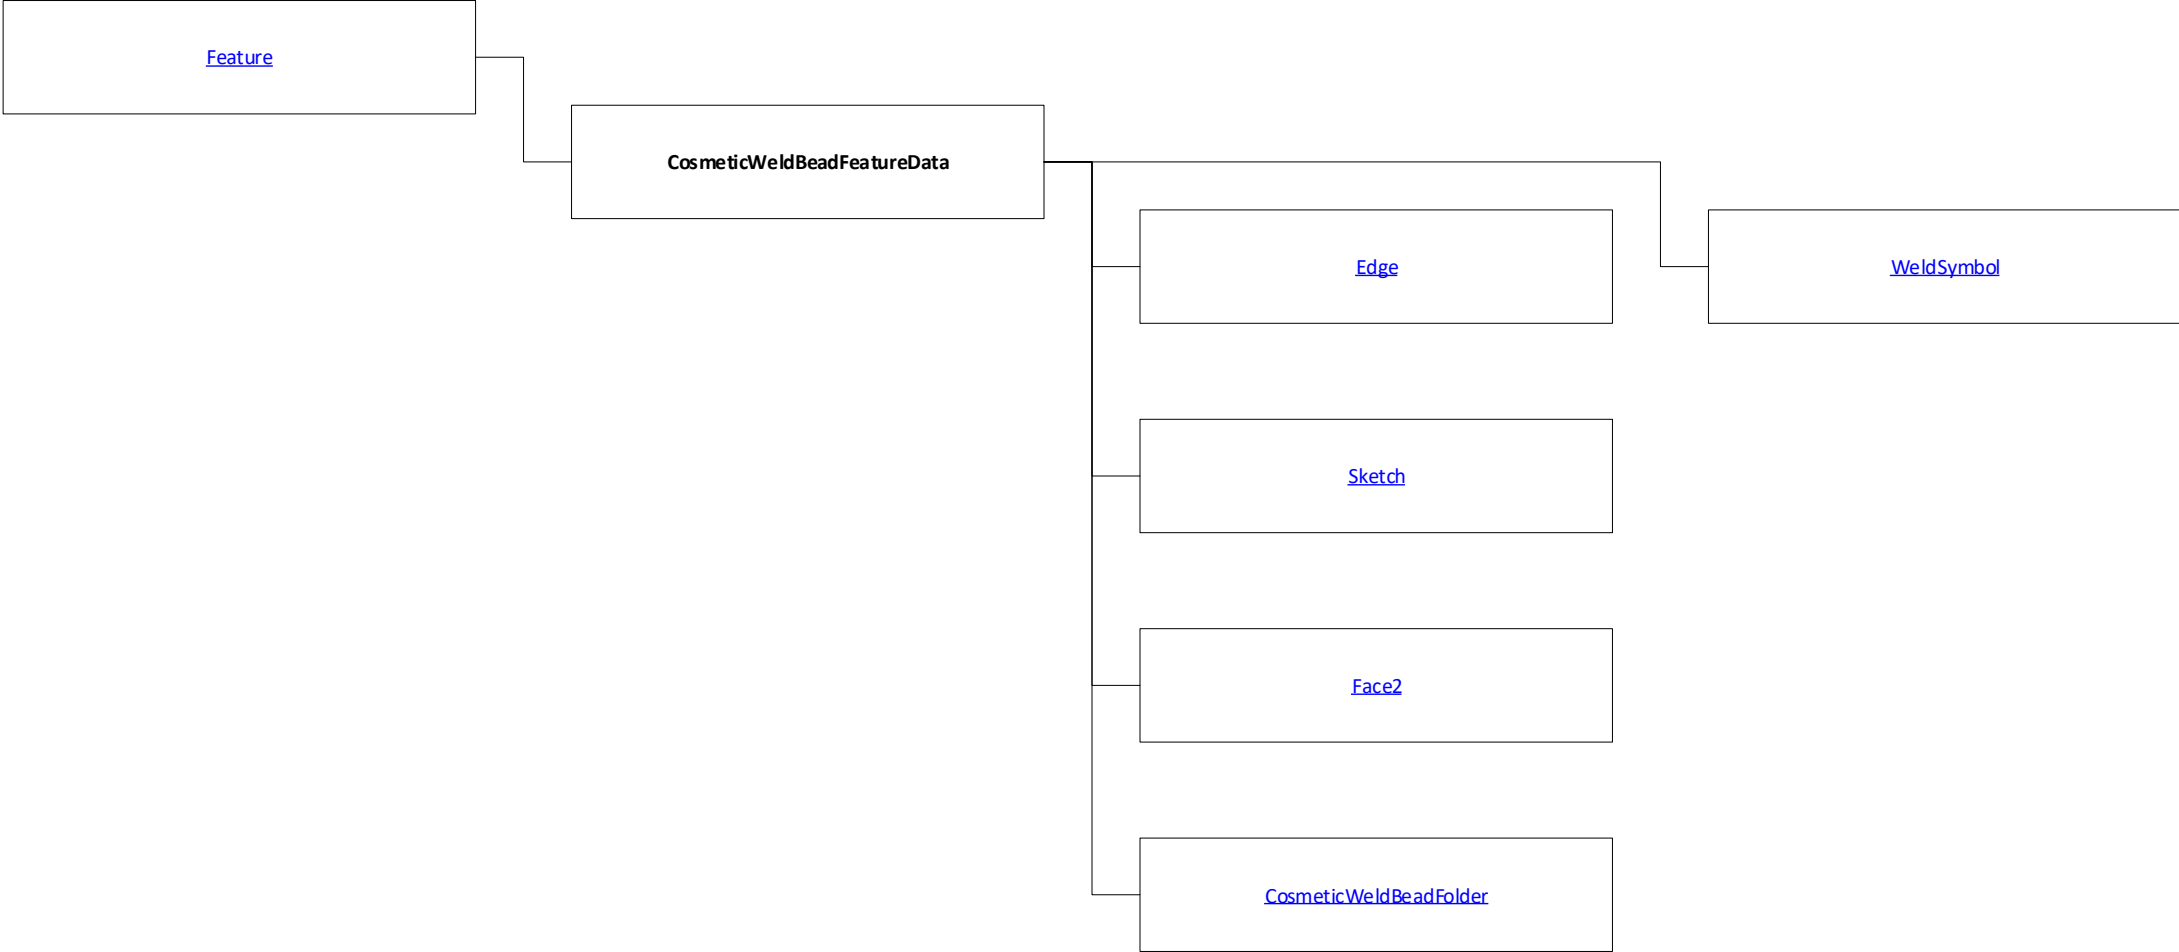 Feature
CosmeticWeldBeadFeatureData
Edge
WeldSymbol
Sketch
Face2
CosmeticWeldBeadFolder